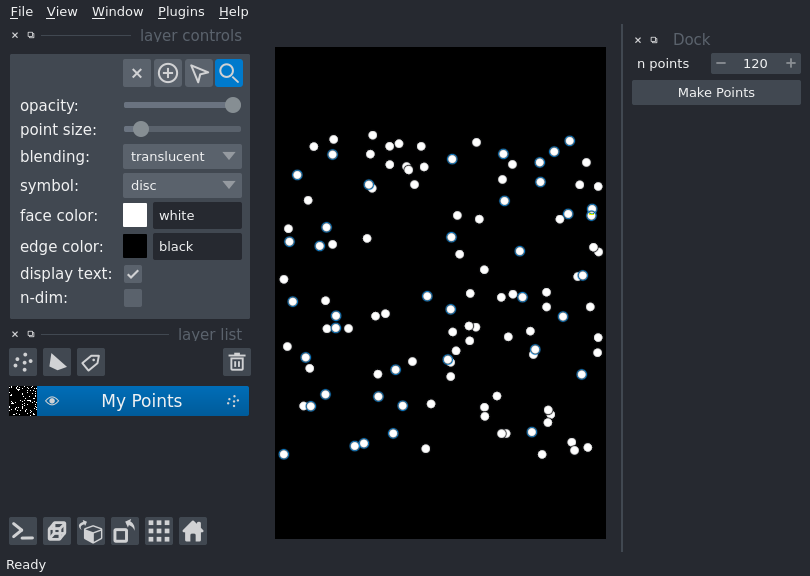 File View Window Plugins Help
layer controls
opacity:
point size:
blending: translucent
symbol: disc
face color: white
edge color: black
display text:
n-dim:
layer list
My Points
Ready
Dock
n points 120
Make Points